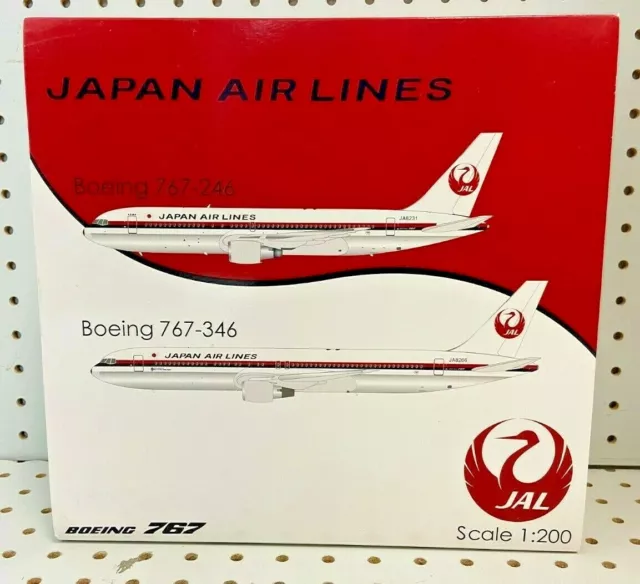 JAPAN AIR LINES
Boeing 767-246
JAL
JAPAN AIR LINES
JA8231
Boeing 767-346
JAL
JAPAN AIR LINES
JAL
BOEING 767
Scale 1:200